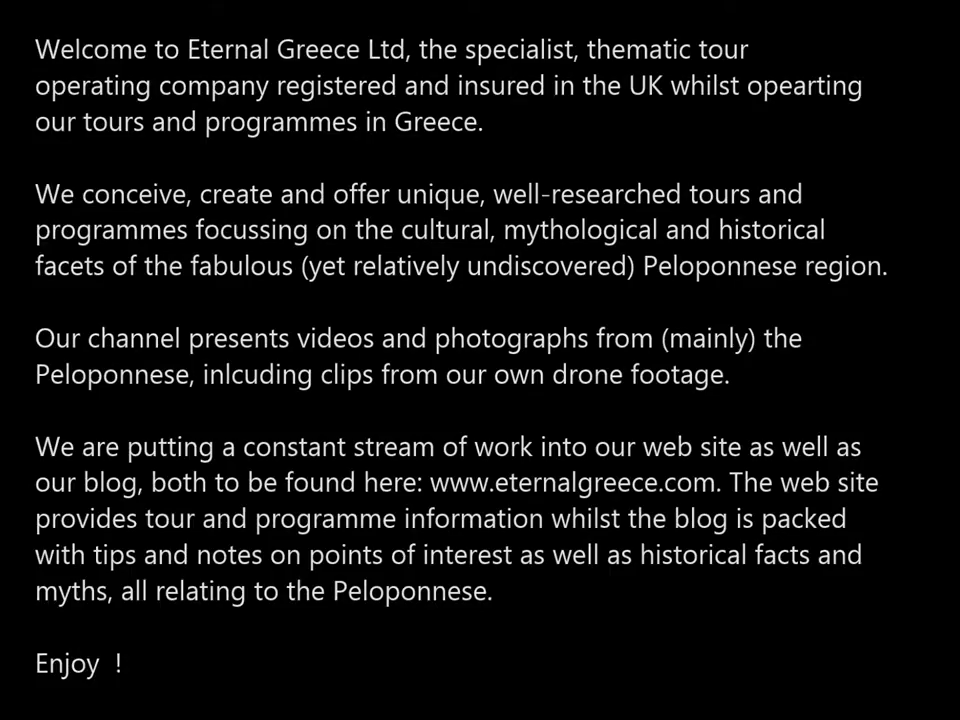 Welcome to Eternal Greece Ltd, the specialist, thematic tour
operating company registered and insured in the UK whilst opearting
our tours and programmes in Greece.
We conceive, create and offer unique, well-researched tours and
programmes focussing on the cultural, mythological and historical
facets of the fabulous (yet relatively undiscovered) Peloponnese region.
Our channel presents videos and photographs from (mainly) the
Peloponnese, inlcuding clips from our own drone footage.
We are putting a constant stream of work into our web site as well as
our blog, both to be found here: www.eternalgreece.com. The web site
provides tour and programme information whilst the blog is packed
with tips and notes on points of interest as well as historical facts and
myths, all relating to the Peloponnese.
Enjoy  !